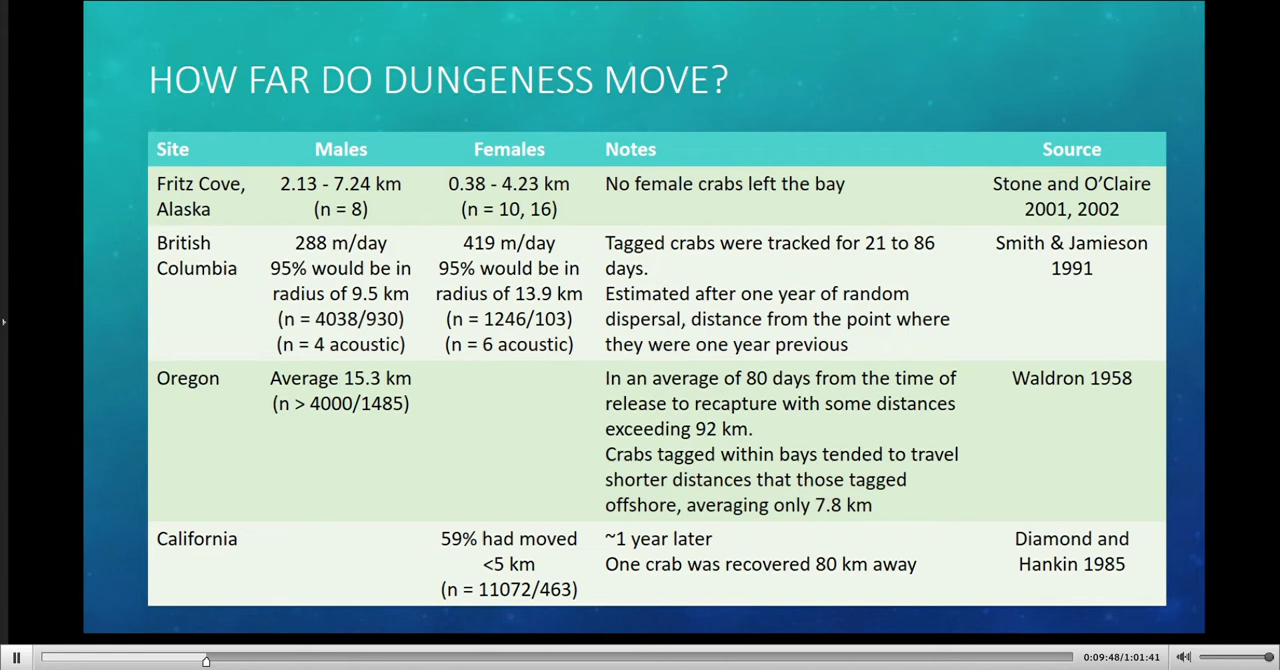 HOW FAR DO DUNGENESS MOVE?
Site Males Females Notes Source
Fritz Cove, 2.13 - 7.24 km 0.38 - 4.23 km No female crabs left the bay Stone and O’Claire
Alaska (n = 8) (n = 10, 16) 2001, 2002
British 288 m/day 419 m/day Tagged crabs were tracked for 21 to 86 Smith & Jamieson
Columbia 95% would be in 95% would be in days. 1991
radius of 9.5 km radius of 13.9 km Estimated after one year of random
(n = 4038/930) (n = 1246/103) dispersal, distance from the point where
(n = 4 acoustic) (n = 6 acoustic) they were one year previous
Oregon Average 15.3 km In an average of 80 days from the time of Waldron 1958
(n > 4000/1485) release to recapture with some distances
exceeding 92 km.
Crabs tagged within bays tended to travel
shorter distances that those tagged
offshore, averaging only 7.8 km
California 59% had moved ~1 year later Diamond and
<5 km One crab was recovered 80 km away Hankin 1985
(n = 11072/463)
0:09:48/1:01:41